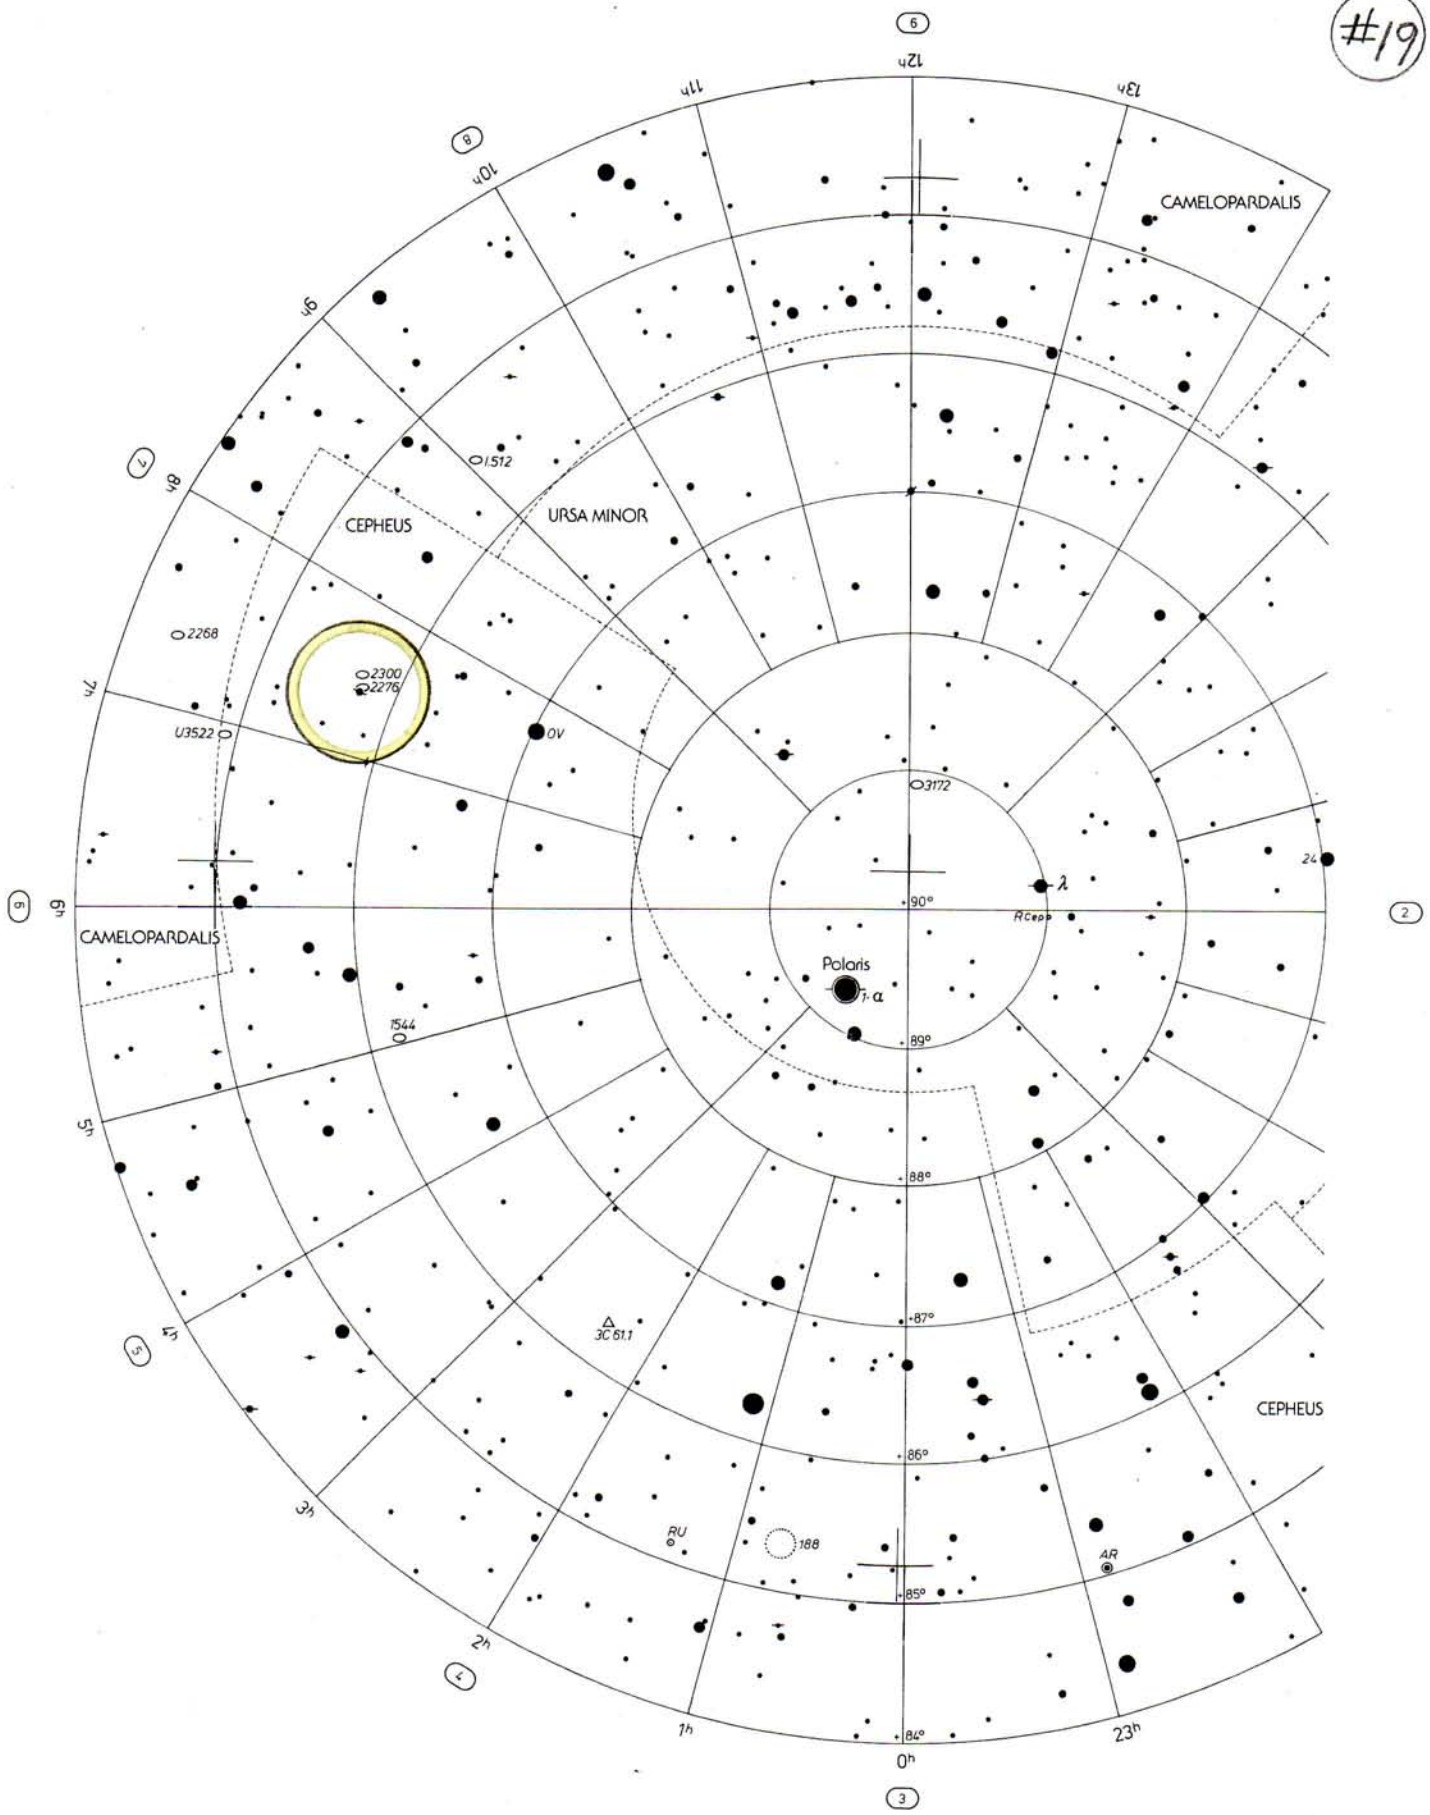 #19
9
12h
11h
13h
8
10h
CAMELOPARDALIS
9h
7
8h
I.512
CEPHEUS
URSA MINOR
2268
2300
2276
7h
U3522
OV
3172
24
λ
6
6h
+90°
R Cep
2
CAMELOPARDALIS
Polaris
1·α
1544
+89°
5h
+88°
4h
5
3C 61.1
+87°
CEPHEUS
+86°
3h
RU
188
AR
+85°
2h
4
1h
+84°
23h
0h
3